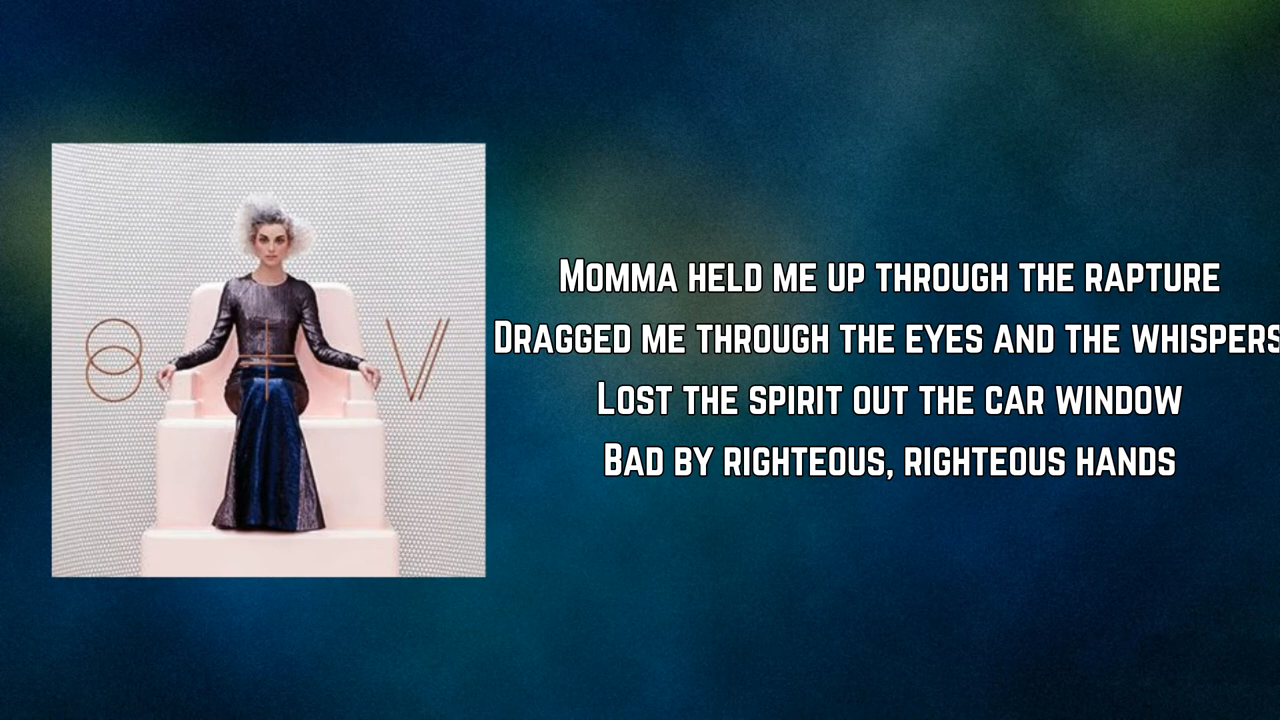 Momma held me up through the rapture
Dragged me through the eyes and the whispers
Lost the spirit out the car window
Bad by righteous, righteous hands